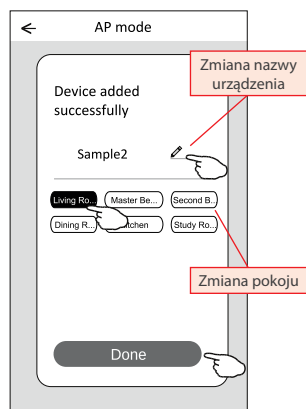 AP mode
Zmiana nazwy
urządzenia
Device added
successfully
Sample2
Living Ro...
Master Be...
Second B...
Dining R...
tchen
Study Ro...
Zmiana pokoju
Done